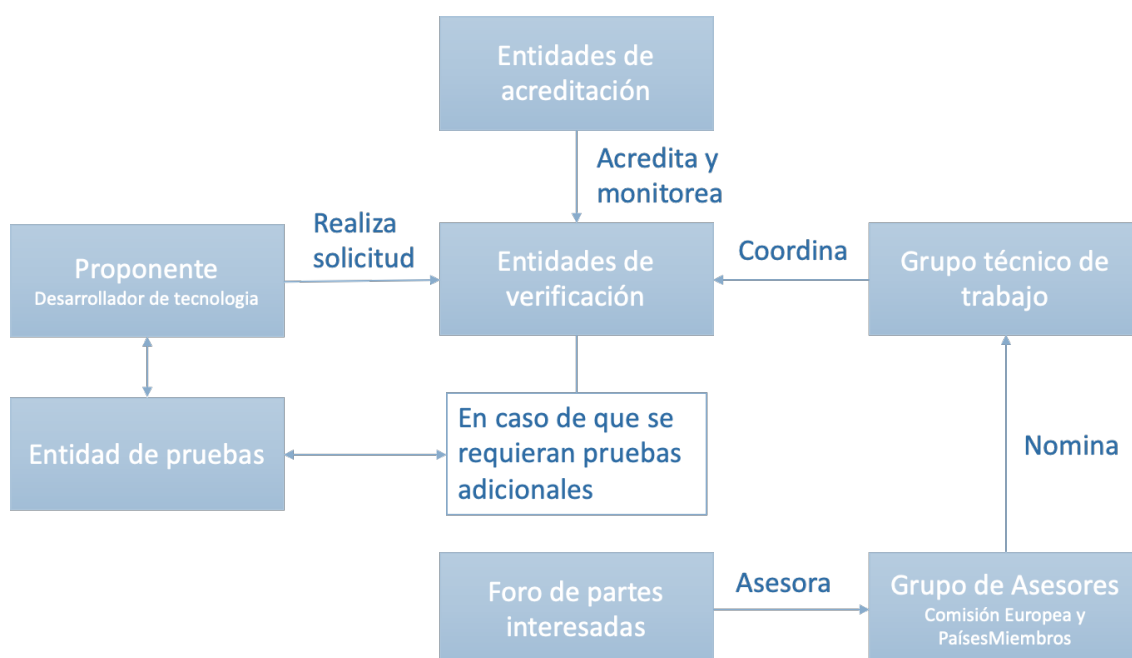 Entidades de
acreditación
Acredita y
monitorea
Realiza
solicitud
Proponente
Desarrollador de tecnologia
Entidades de
verificación
Coordina
Grupo técnico de
trabajo
Entidad de pruebas
En caso de que se
requieran pruebas
adicionales
Nomina
Foro de partes
interesadas
Asesora
Grupo de Asesores
Comisión Europea y
PaísesMiembros